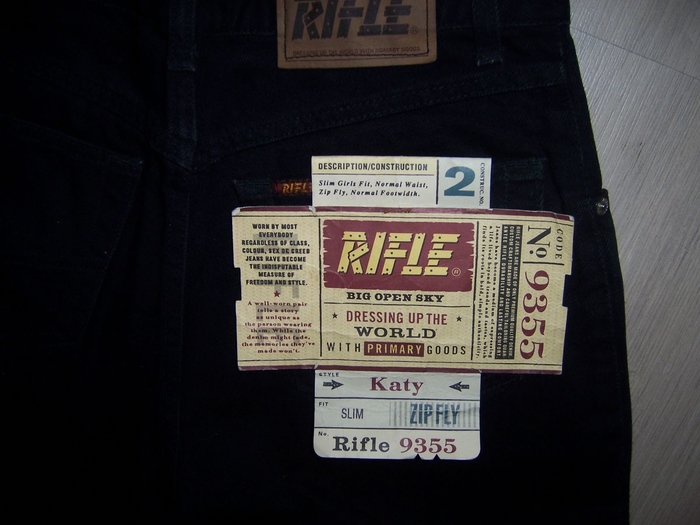 RIFLE®
RIFLE
DESCRIPTION/CONSTRUCTION
Slim Girls Fit, Normal Waist,
Zip Fly, Normal Footwidth.
2
CONSTRUC. NO.
WORN BY MOST
EVERYBODY
REGARDLESS OF CLASS,
COLOUR, SEX OR CREED
JEANS HAVE BECOME
THE INDISPUTABLE
MEASURE OF
FREEDOM AND STYLE.
A well-worn pair
tells a story
as unique as
the person wearing
them. While the
denim might fade,
the memories they've
made won't.
RIFLE®
BIG OPEN SKY
DRESSING UP THE
WORLD
WITH PRIMARY GOODS
CODE
No 9355
STYLE
Katy
FIT
SLIM
ZIP FLY
No.
Rifle 9355